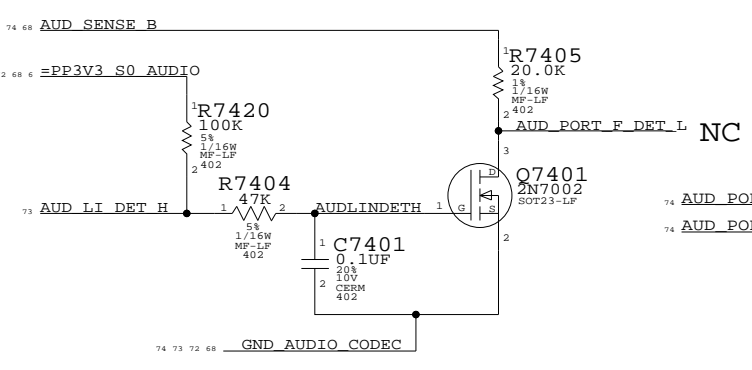 74 68 AUD_SENSE_B
2 68 6 =PP3V3_S0_AUDIO
1 R7405
20.0K
1%
1/16W
MF-LF
2 402
1 R7420
100K
5%
1/16W
MF-LF
2 402
AUD_PORT_F_DET_L NC
3
R7404
47K
Q7401
2N7002
SOT23-LF
D
G
S
73 AUD_LI_DET_H 1 2 AUDLINDETH 1
5%
1/16W
MF-LF
402
74 AUD_PO
74 AUD_PO
2
1 C7401
0.1UF
20%
10V
2 CERM
402
74 73 72 68 GND_AUDIO_CODEC